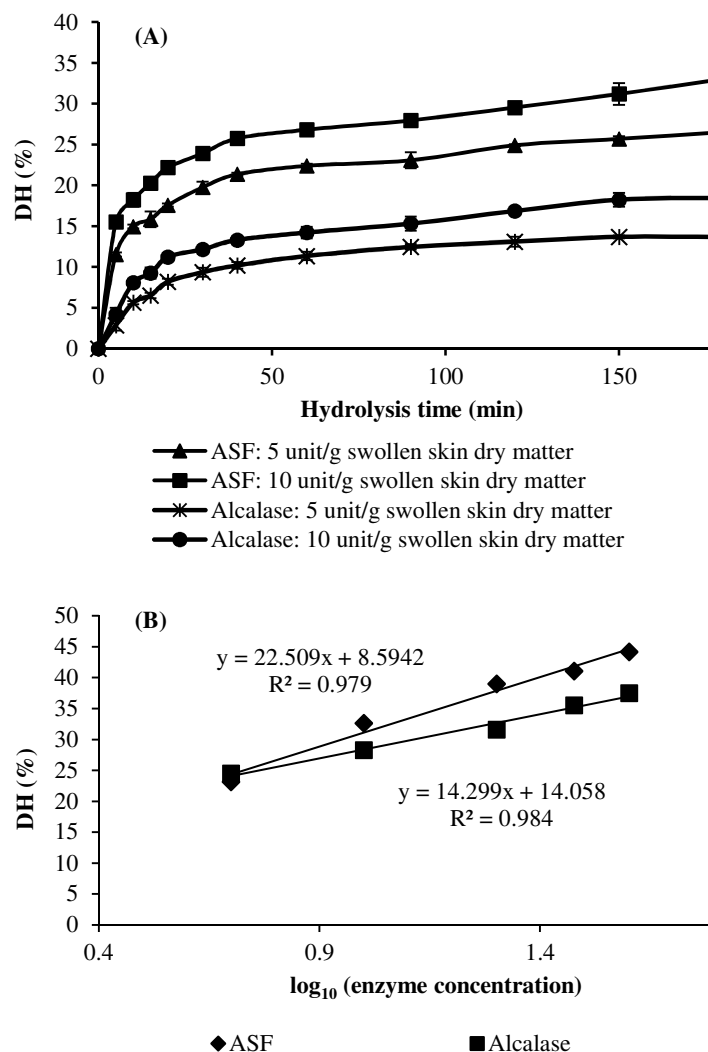 (A)
40
35
30
25
20
15
10
5
0
DH (%)
0 50 100 150
Hydrolysis time (min)
ASF: 5 unit/g swollen skin dry matter
ASF: 10 unit/g swollen skin dry matter
Alcalase: 5 unit/g swollen skin dry matter
Alcalase: 10 unit/g swollen skin dry matter
(B)
50
45
40
35
30
25
20
15
10
5
0
DH (%)
y = 22.509x + 8.5942
R² = 0.979
y = 14.299x + 14.058
R² = 0.984
0.4 0.9 1.4
log₁₀ (enzyme concentration)
ASF Alcalase